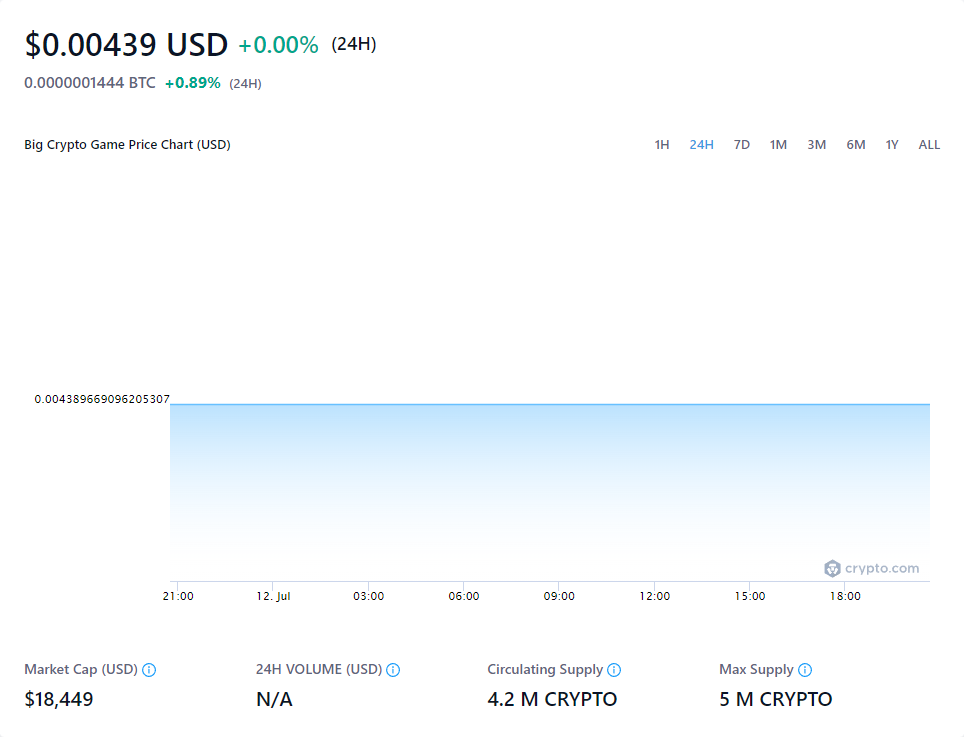 $0.00439 USD +0.00% (24H)
0.0000001444 BTC +0.89% (24H)
Big Crypto Game Price Chart (USD) 1H 24H 7D 1M 3M 6M 1Y ALL
0.004389669096205307
crypto.com
21:00 12. Jul 03:00 06:00 09:00 12:00 15:00 18:00
Market Cap (USD) 24H VOLUME (USD) Circulating Supply Max Supply
$18,449 N/A 4.2 M CRYPTO 5 M CRYPTO